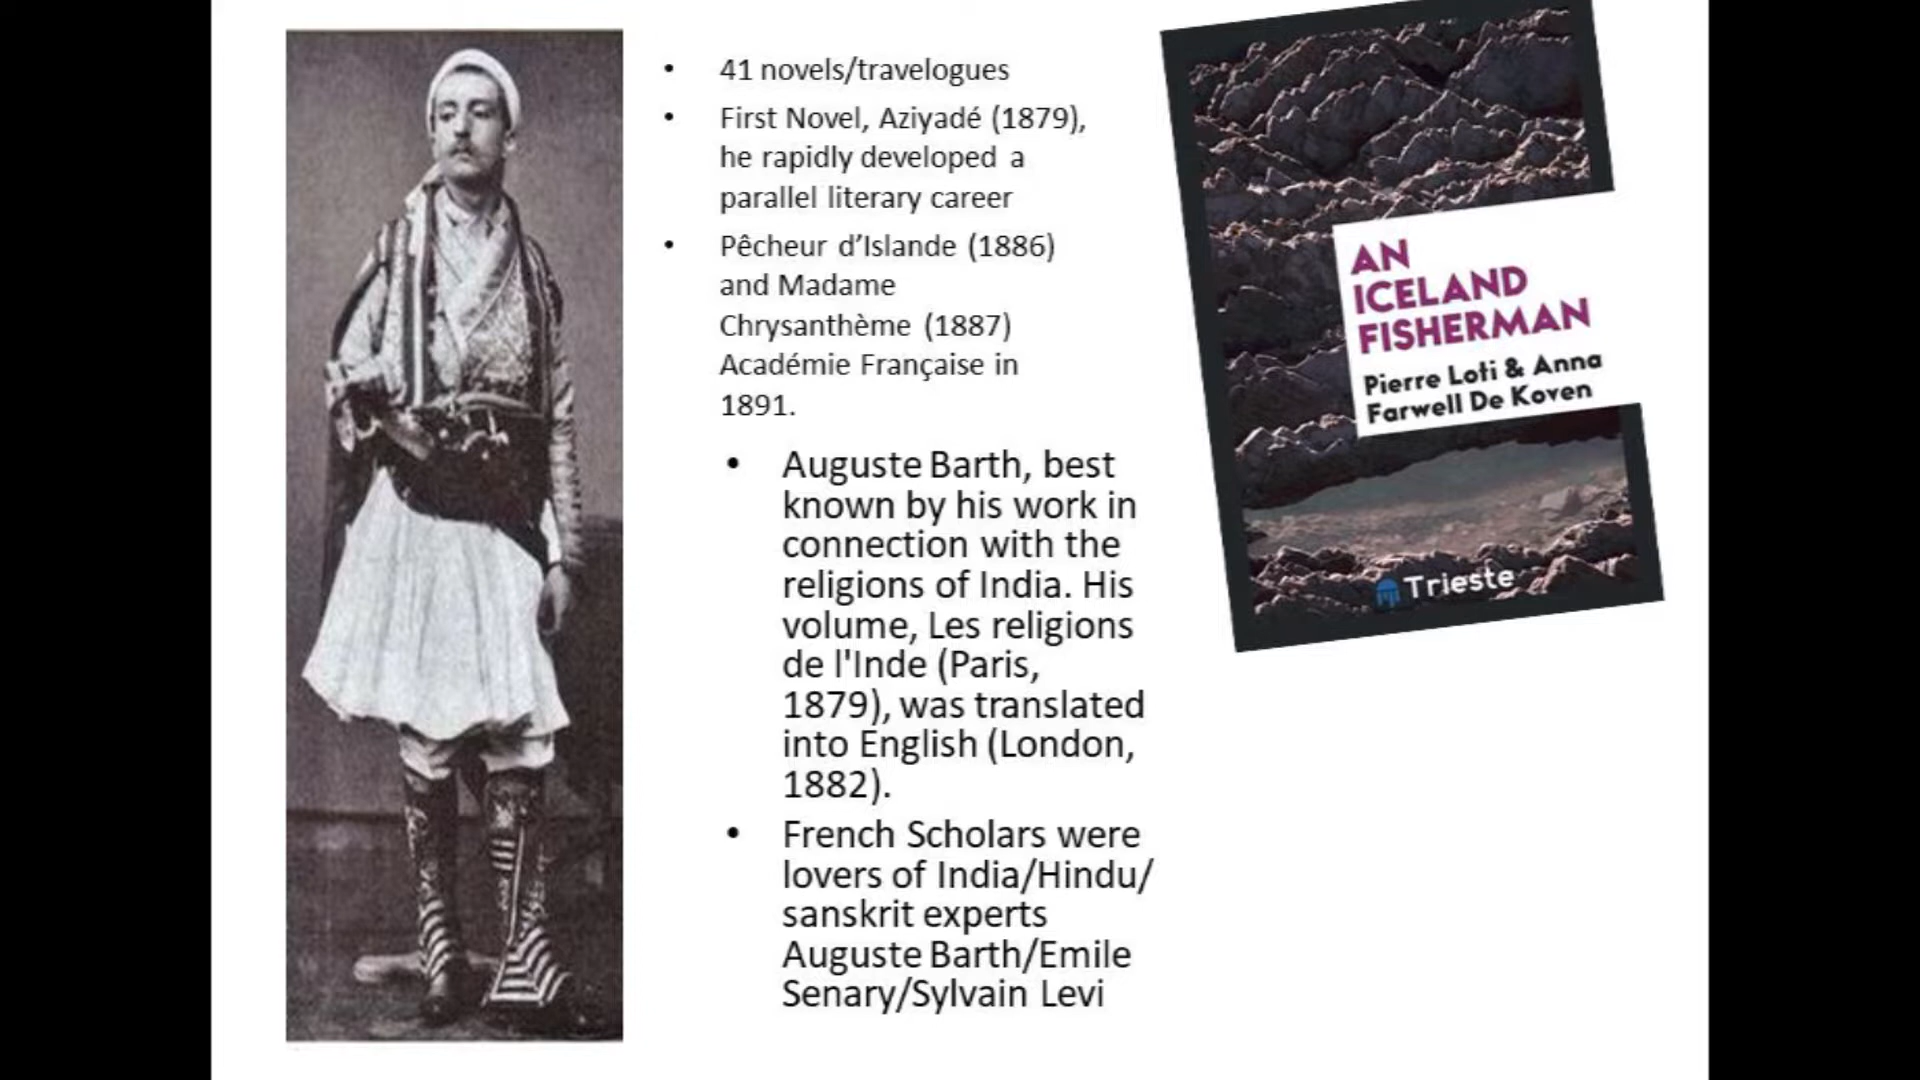 • 41 novels/travelogues
• First Novel, Aziyadé (1879),
he rapidly developed a
parallel literary career
• Pêcheur d’Islande (1886)
and Madame
Chrysanthème (1887)
Académie Française in
1891.
• Auguste Barth, best
known by his work in
connection with the
religions of India. His
volume, Les religions
de l'Inde (Paris,
1879), was translated
into English (London,
1882).
• French Scholars were
lovers of India/Hindu/
sanskrit experts
Auguste Barth/Emile
Senary/Sylvain Levi
AN
ICELAND
FISHERMAN
Pierre Loti & Anna
Farwell De Koven
Trieste